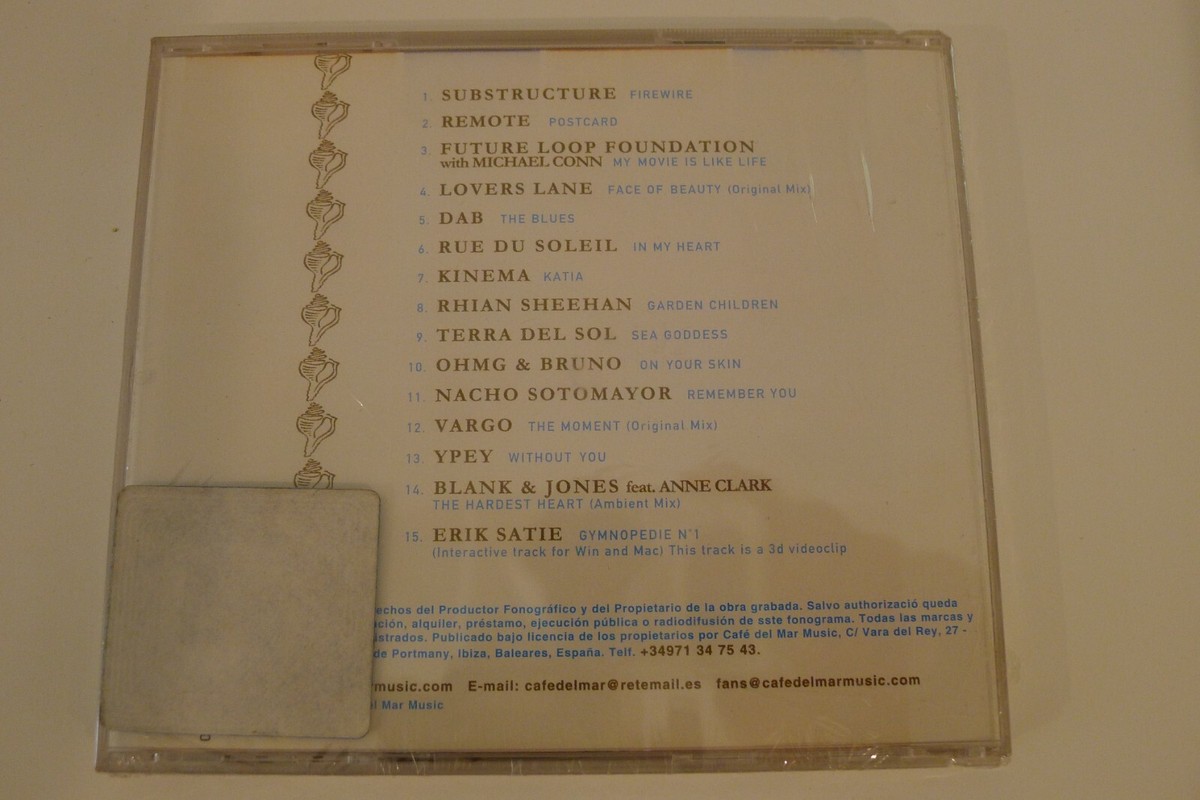 1. SUBSTRUCTURE FIREWIRE
2. REMOTE POSTCARD
3. FUTURE LOOP FOUNDATION
with MICHAEL CONN MY MOVIE IS LIKE LIFE
4. LOVERS LANE FACE OF BEAUTY (Original Mix)
5. DAB THE BLUES
6. RUE DU SOLEIL IN MY HEART
7. KINEMA KATIA
8. RHIAN SHEEHAN GARDEN CHILDREN
9. TERRA DEL SOL SEA GODDESS
10. OHMG & BRUNO ON YOUR SKIN
11. NACHO SOTOMAYOR REMEMBER YOU
12. VARGO THE MOMENT (Original Mix)
13. YPEY WITHOUT YOU
14. BLANK & JONES feat. ANNE CLARK
THE HARDEST HEART (Ambient Mix)
15. ERIK SATIE GYMNOPEDIE N°1
(Interactive track for Win and Mac) This track is a 3d videoclip
echos del Productor Fonográfico y del Propietario de la obra grabada. Salvo authorizació queda
ción, alquiler, préstamo, ejecución pública o radiodifusión de sste fonograma. Todas las marcas y
strados. Publicado bajo licencia de los propietarios por Café del Mar Music, C/ Vara del Rey, 27 -
de Portmany, Ibiza, Baleares, España. Telf. +34971 34 75 43.
music.com E-mail: cafedelmar@retemail.es fans@cafedelmarmusic.com
el Mar Music